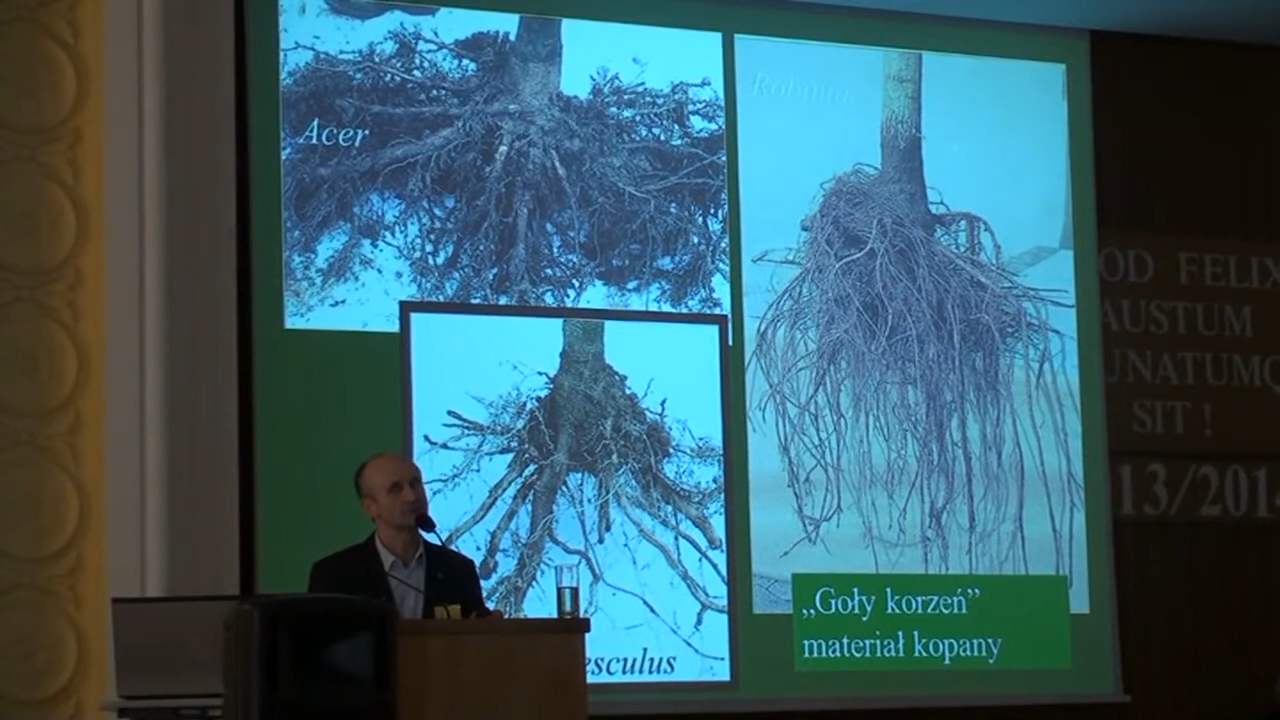 Acer
Robinia
esculus
„Goły korzeń”
materiał kopany
OD FELIX
AUSTUM
UNATUMQ
SIT !
13/201